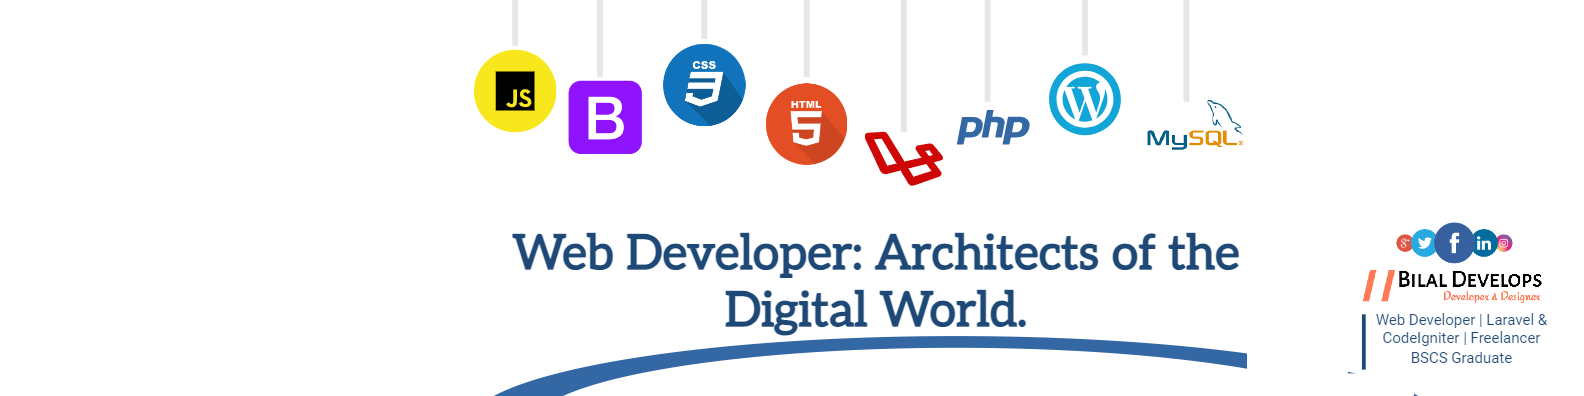 JS
B
CSS
HTML
php
W
MySQL®
Web Developer: Architects of the
Digital World.
g+ f in
// BILAL DEVELOPS
Developer & Designer
Web Developer | Laravel &
CodeIgniter | Freelancer
BSCS Graduate